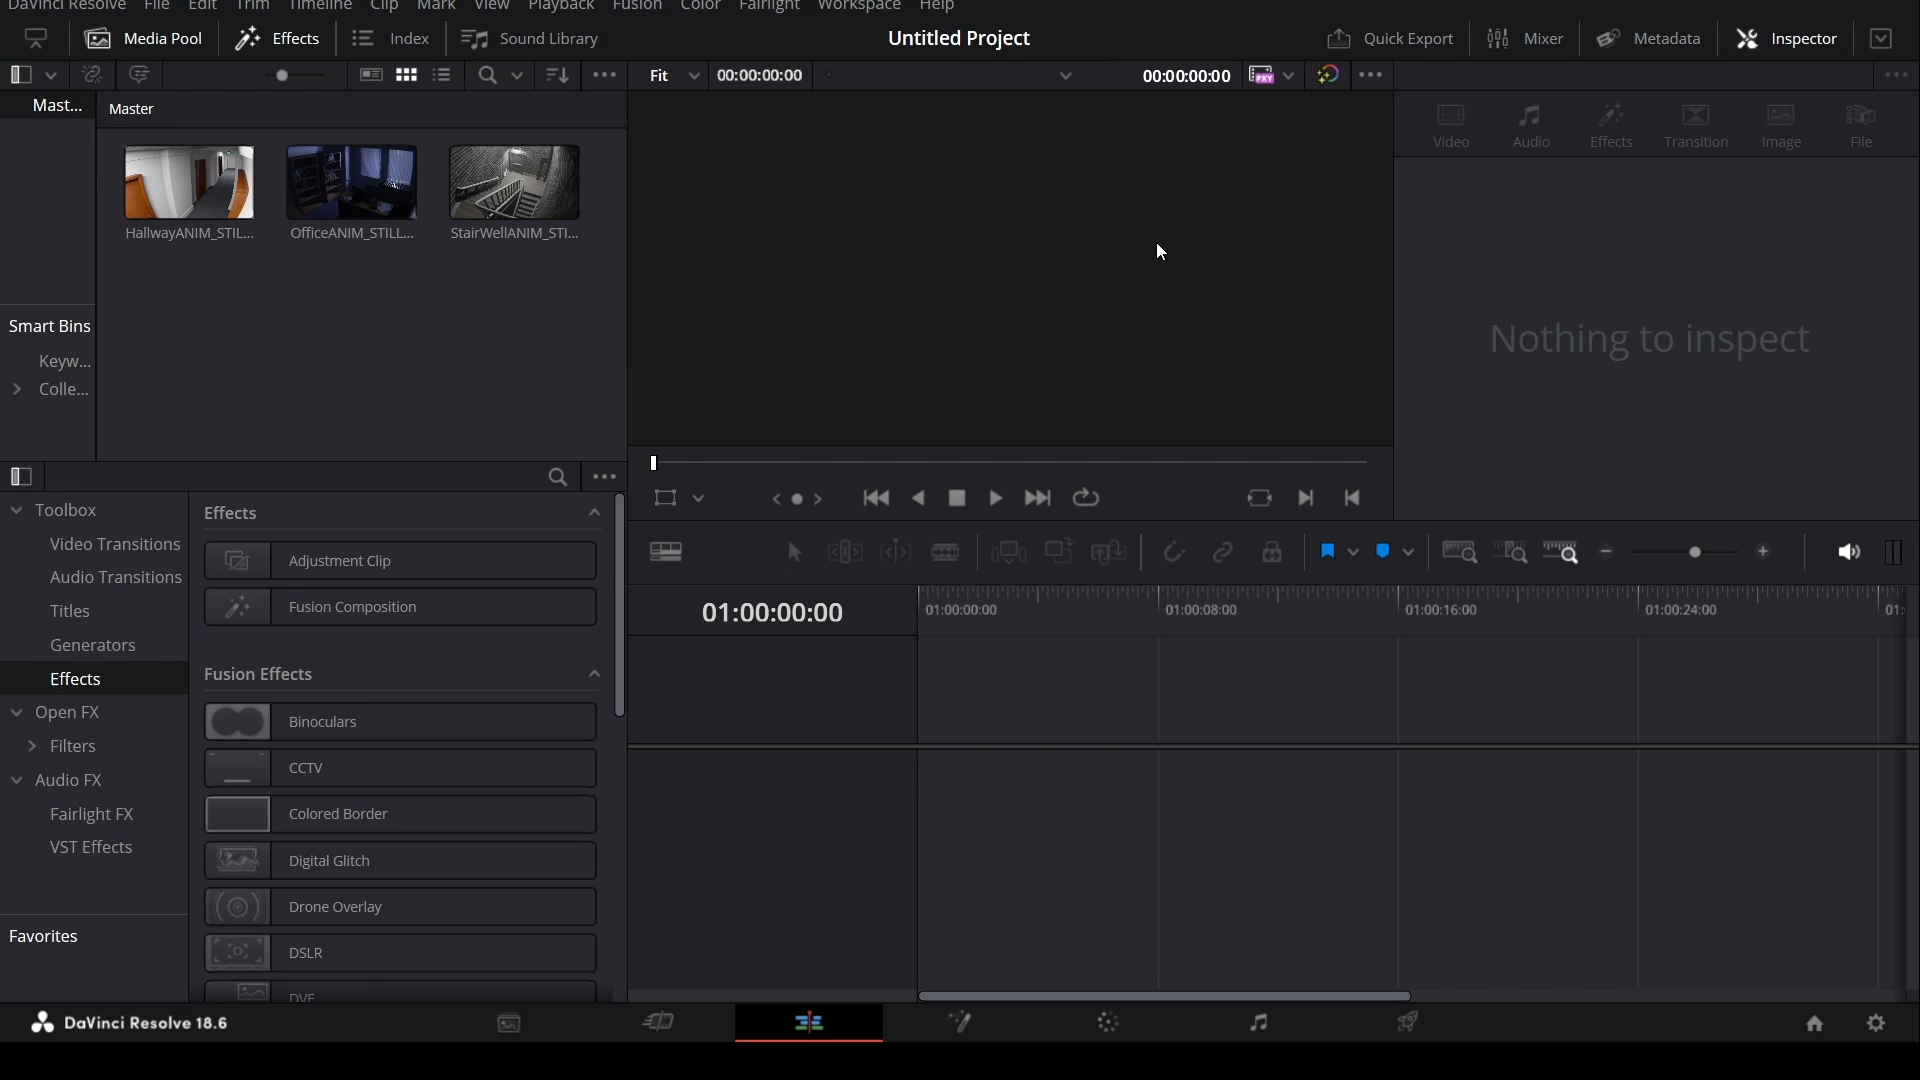 DaVinci Resolve File Edit Trim Timeline Clip Mark View Playback Fusion Color Fairlight Workspace Help
Media Pool Effects Index Sound Library Untitled Project Quick Export Mixer Metadata Inspector
Fit 00:00:00:00 00:00:00:00 PXY
Mast... Master
Video Audio Effects Transition Image File
HallwayANIM_STIL... OfficeANIM_STILL... StairWellANIM_STI...
Nothing to inspect
Smart Bins
Keyw...
Colle...
Toolbox
Video Transitions
Audio Transitions
Titles
Generators
Effects
Open FX
Filters
Audio FX
Fairlight FX
VST Effects
Favorites
Effects
Adjustment Clip
Fusion Composition
Fusion Effects
Binoculars
CCTV
Colored Border
Digital Glitch
Drone Overlay
DSLR
DVE
01:00:00:00 01:00:00:00 01:00:08:00 01:00:16:00 01:00:24:00 01:
DaVinci Resolve 18.6